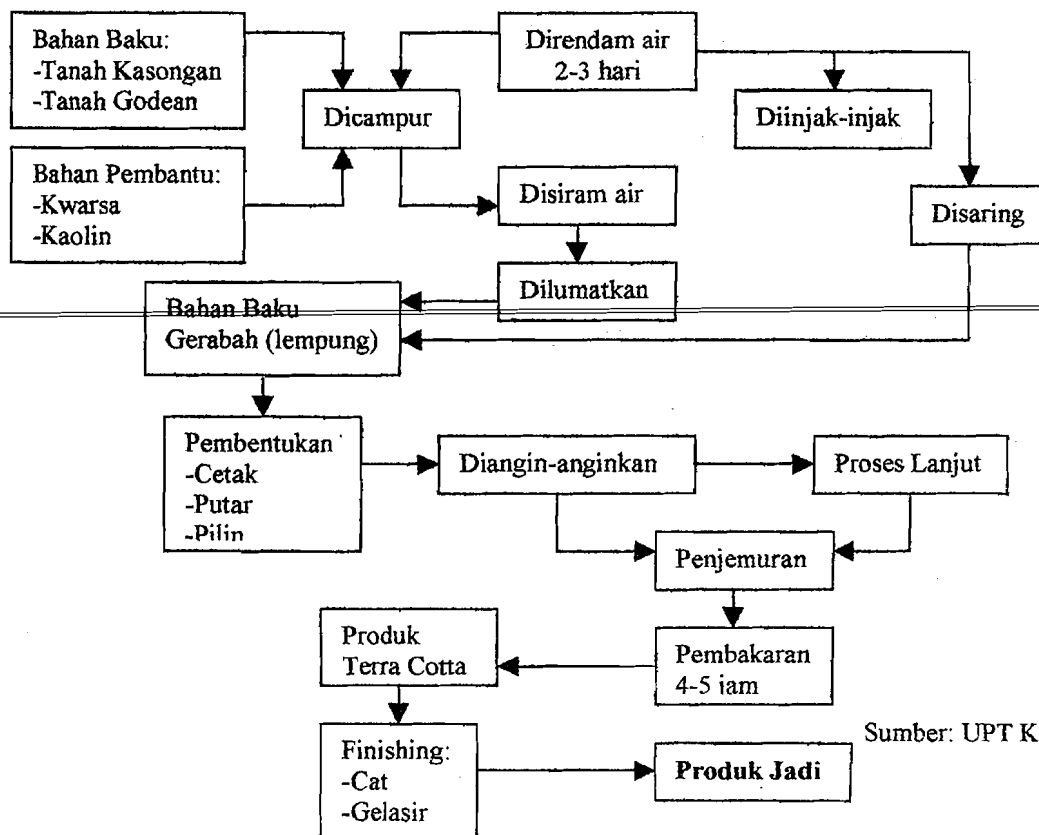 Bahan Baku:
-Tanah Kasongan
-Tanah Godean
Direndam air
2-3 hari
Dicampur
Diinjak-injak
Bahan Pembantu:
-Kwarsa
-Kaolin
Disiram air
Disaring
Dilumatkan
Bahan Baku
Gerabah (lempung)
Pembentukan
-Cetak
-Putar
-Pilin
Diangin-anginkan
Proses Lanjut
Penjemuran
Produk
Terra Cotta
Pembakaran
4-5 jam
Sumber: UPT K
Finishing:
-Cat
-Gelasir
Produk Jadi